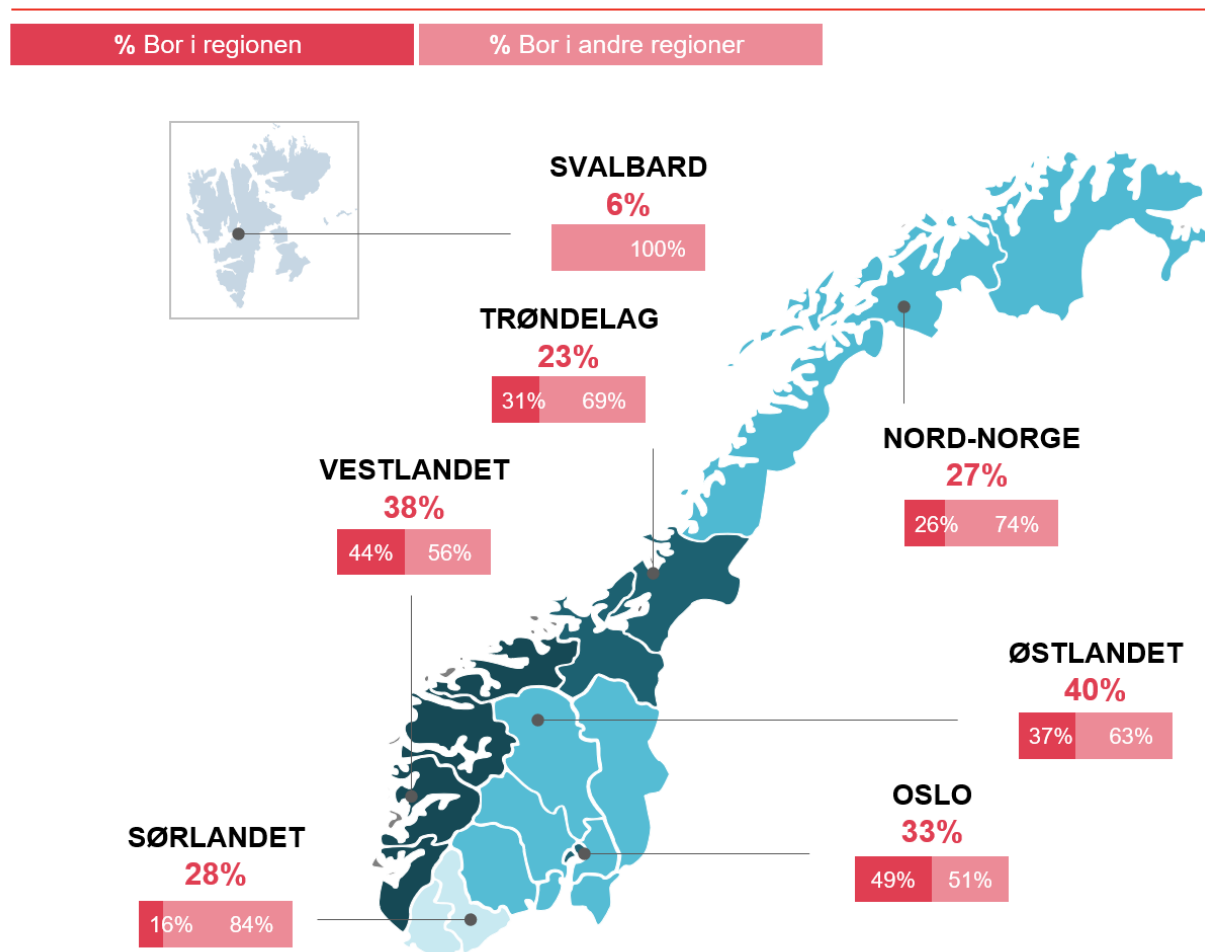 % Bor i regionen
% Bor i andre regioner
SVALBARD
6%
100%
TRØNDELAG
23%
31% 69%
NORD-NORGE
27%
26% 74%
VESTLANDET
38%
44% 56%
ØSTLANDET
40%
37% 63%
OSLO
33%
49% 51%
SØRLANDET
28%
16% 84%